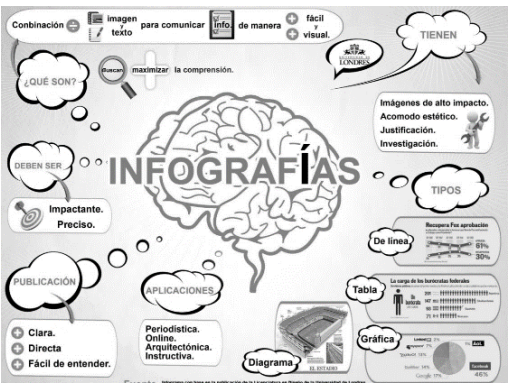 Combinación
imagen
y
texto
para comunicar
info.
de manera
fácil
y
visual.
¿QUÉ SON?
Buscan
maximizar
la comprensión.
LONDRES
TIENEN
Imágenes de alto impacto.
Acomodo estético.
Justificación.
Investigación.
DEBEN SER
Impactante.
Preciso.
INFOGRAFÍAS
TIPOS
De línea
Recupera Fox aprobación
61%
30%
PUBLICACIÓN
Clara.
Directa
Fácil de entender.
APLICACIONES
Periodística.
Online.
Arquitectónica.
Instructiva.
Tabla
La carga de los burócratas federales
Diagrama
EL ESTADIO
Gráfica
46%